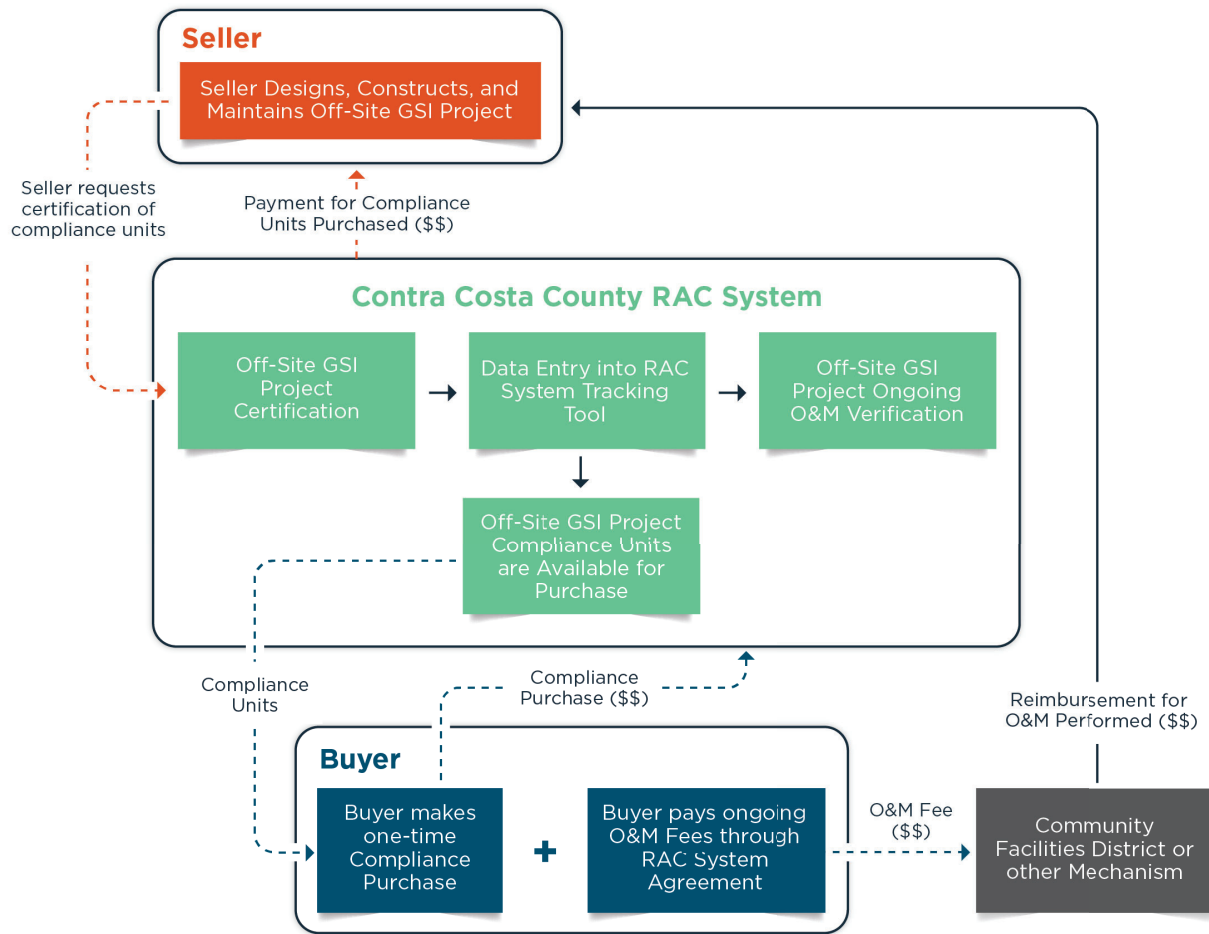 Seller
Seller Designs, Constructs, and
Maintains Off-Site GSI Project
Seller requests
certification of
compliance units
Payment for Compliance
Units Purchased ($$)
Contra Costa County RAC System
Off-Site GSI
Project
Certification
Data Entry into RAC
System Tracking
Tool
Off-Site GSI
Project Ongoing
O&M Verification
Off-Site GSI Project
Compliance Units
are Available for
Purchase
Compliance
Units
Compliance
Purchase ($$)
Reimbursement for
O&M Performed ($$)
Buyer
Buyer makes
one-time
Compliance
Purchase
+
Buyer pays ongoing
O&M Fees through
RAC System
Agreement
O&M Fee
($$)
Community
Facilities District or
other Mechanism